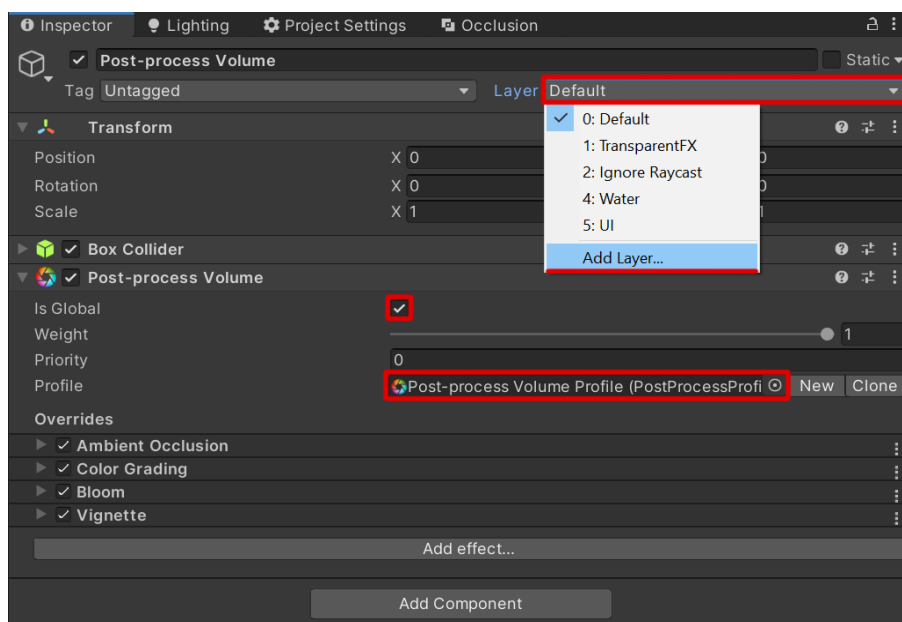 Inspector Lighting Project Settings Occlusion
Post-process Volume Static
Tag Untagged Layer Default
0: Default
1: TransparentFX
2: Ignore Raycast
4: Water
5: UI
Add Layer...
Transform
Position X 0 0
Rotation X 0 0
Scale X 1 1
Box Collider
Post-process Volume
Is Global
Weight 1
Priority 0
Profile Post-process Volume Profile (PostProcessProfi New Clone
Overrides
Ambient Occlusion
Color Grading
Bloom
Vignette
Add effect...
Add Component